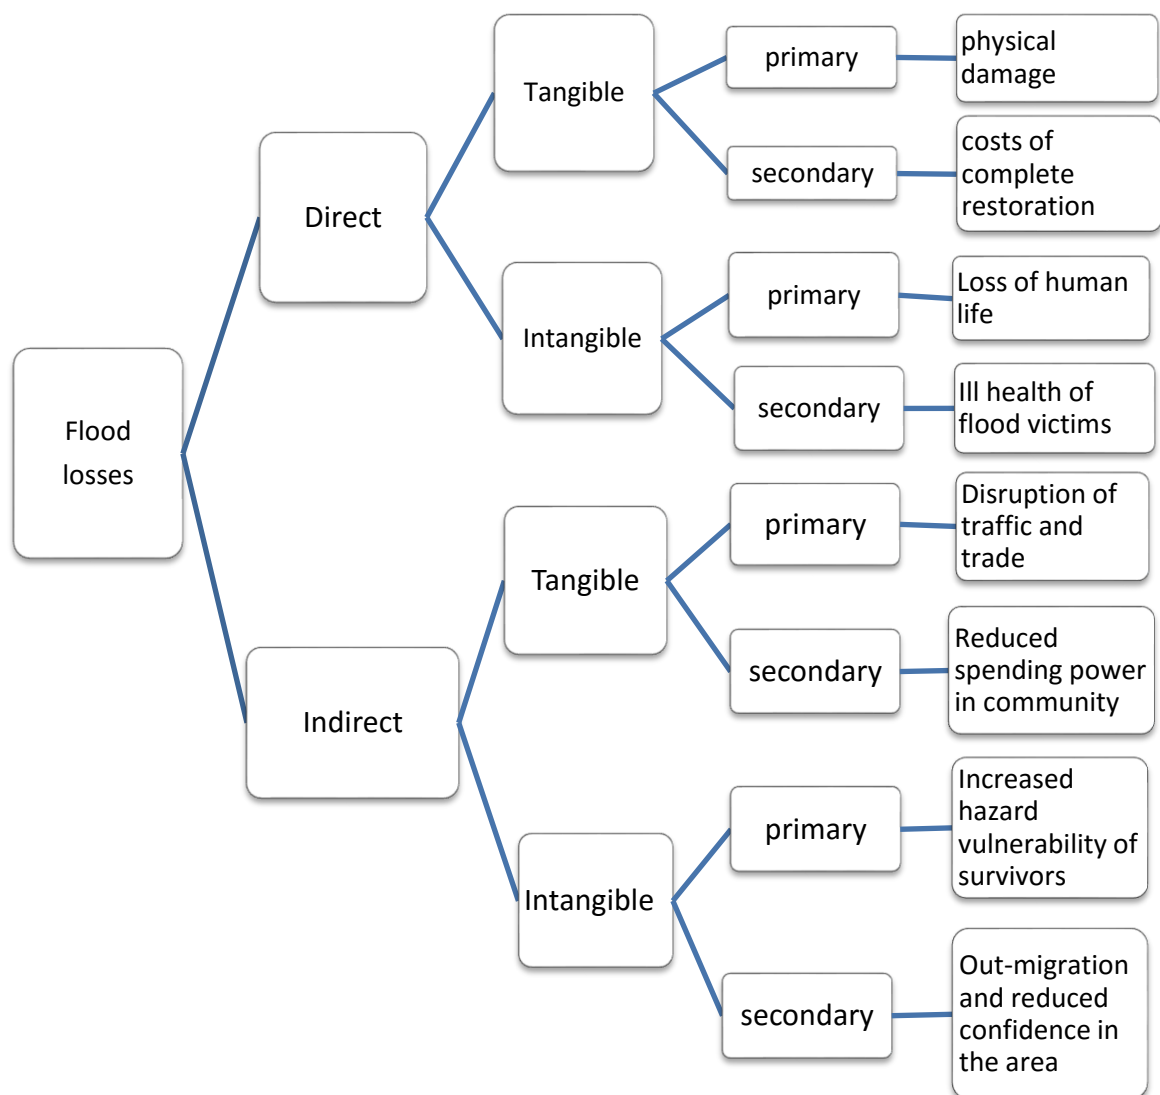 Flood
losses
Direct
Tangible
primary
physical
damage
secondary
costs of
complete
restoration
Intangible
primary
Loss of human
life
secondary
Ill health of
flood victims
Indirect
Tangible
primary
Disruption of
traffic and
trade
secondary
Reduced
spending power
in community
Intangible
primary
Increased
hazard
vulnerability of
survivors
secondary
Out-migration
and reduced
confidence in
the area